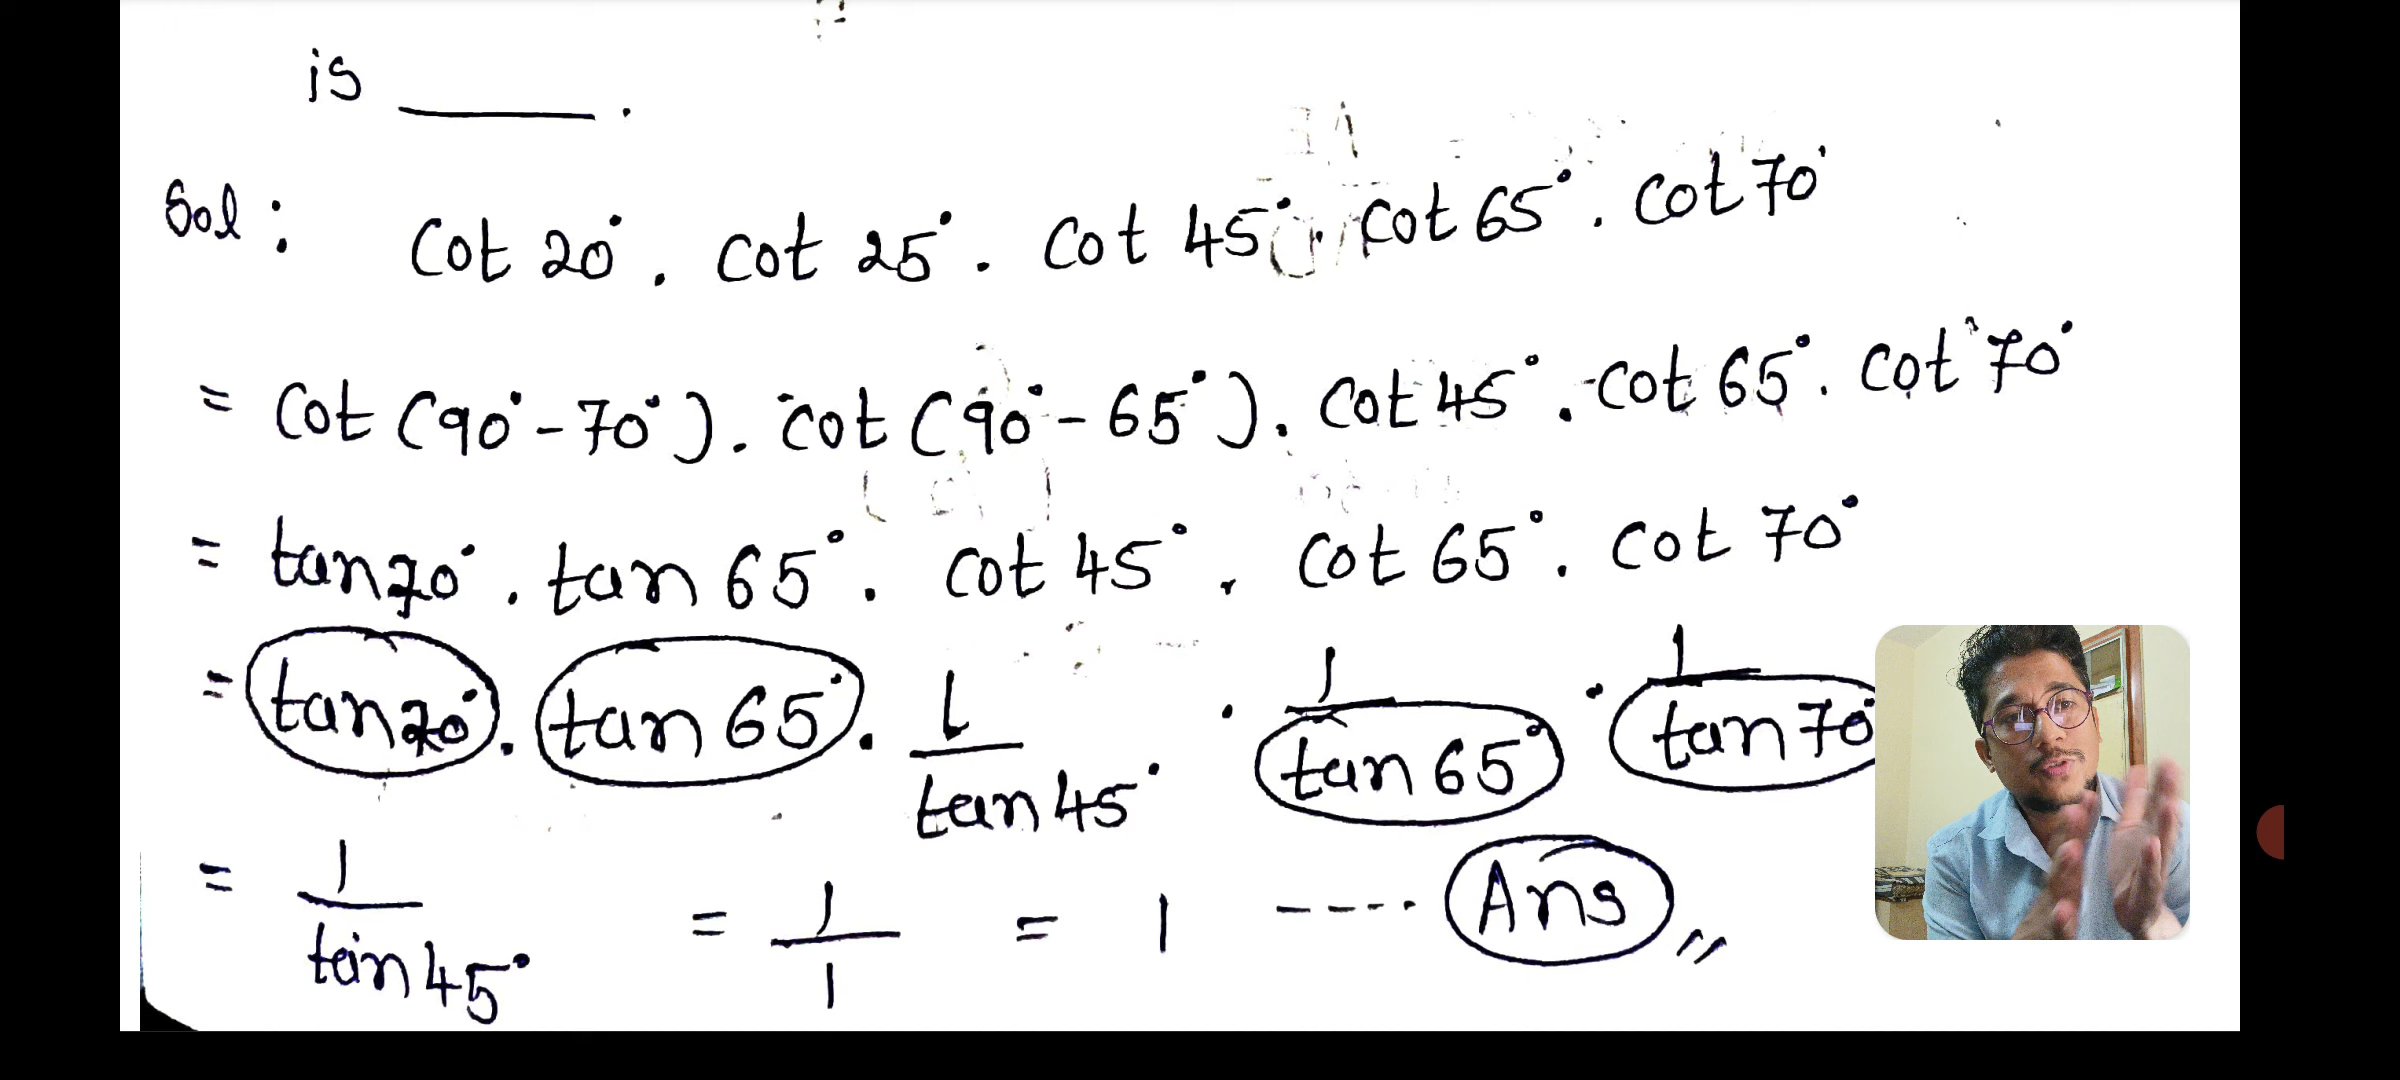 is ______.
Sol: cot 20°. cot 25°. cot 45°. cot 65°. cot 70°
= cot (90° - 70°). cot (90° - 65°). cot 45°. cot 65°. cot 70°
= tan 70°. tan 65°. cot 45°. cot 65°. cot 70°
= tan 70°. tan 65°. 1/tan 45° . 1/tan 65° . 1/tan 70°
= 1/tan 45° = 1/1 = 1 ---- Ans